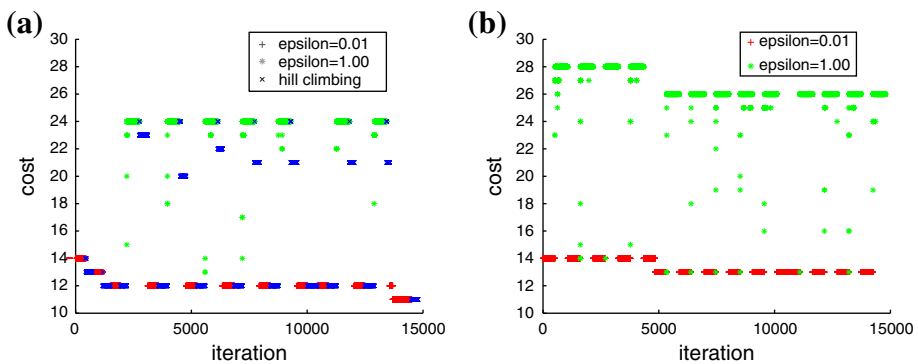 (a)
30
28
26
24
22
20
18
16
14
12
10
cost
0
5000
10000
15000
iteration
epsilon=0.01
epsilon=1.00
hill climbing
(b)
30
28
26
24
22
20
18
16
14
12
10
cost
0
5000
10000
15000
iteration
epsilon=0.01
epsilon=1.00